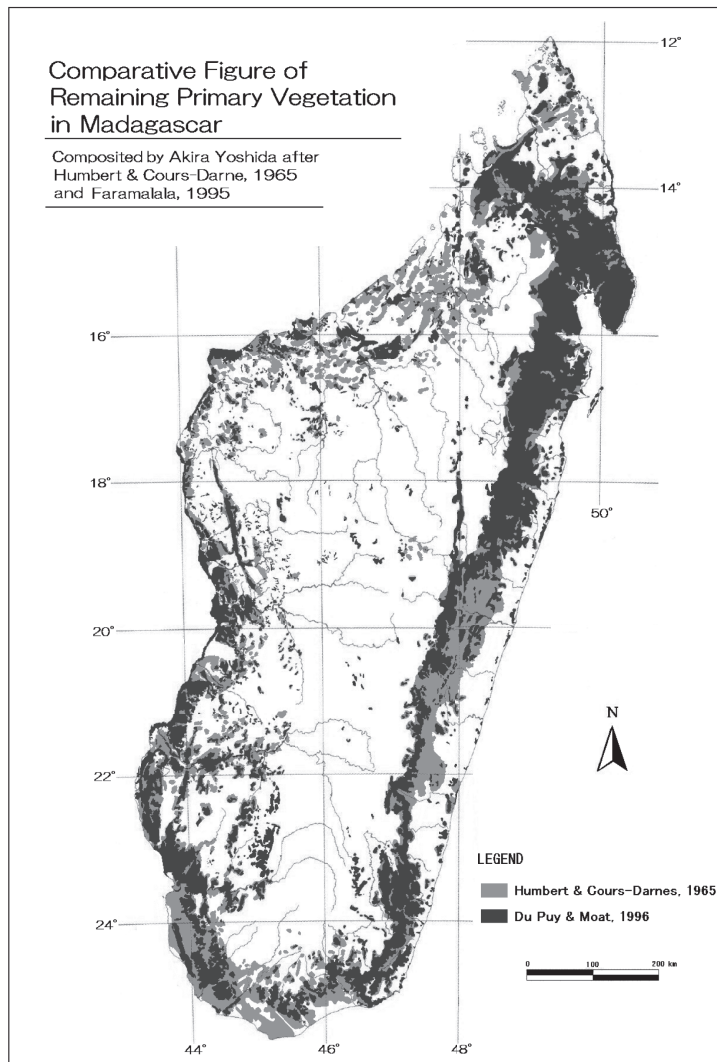 Comparative Figure of
Remaining Primary Vegetation
in Madagascar
Composited by Akira Yoshida after
Humbert & Cours-Darne, 1965
and Faramalala, 1995
12°
14°
16°
18°
50°
20°
N
22°
LEGEND
Humbert & Gours-Darnes, 1965
Du Puy & Moat, 1996
24°
0 100 200 km
44° 46° 48°